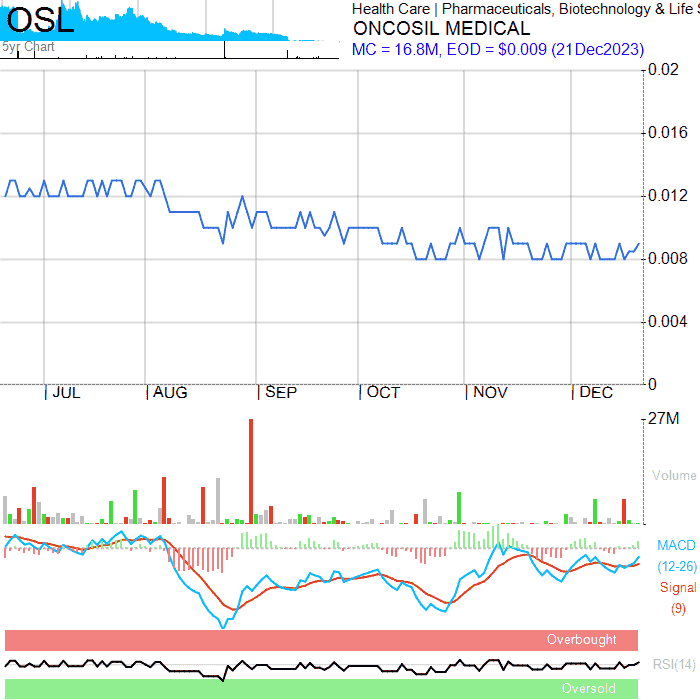 OSL
5yr Chart
Health Care | Pharmaceuticals, Biotechnology & Life S
ONCOSIL MEDICAL
MC = 16.8M, EOD = $0.009 (21Dec2023)
0.02
0.016
0.012
0.008
0.004
0
JUL
AUG
SEP
OCT
NOV
DEC
27M
Volume
MACD
(12-26)
Signal
(9)
Overbought
RSI(14)
Oversold